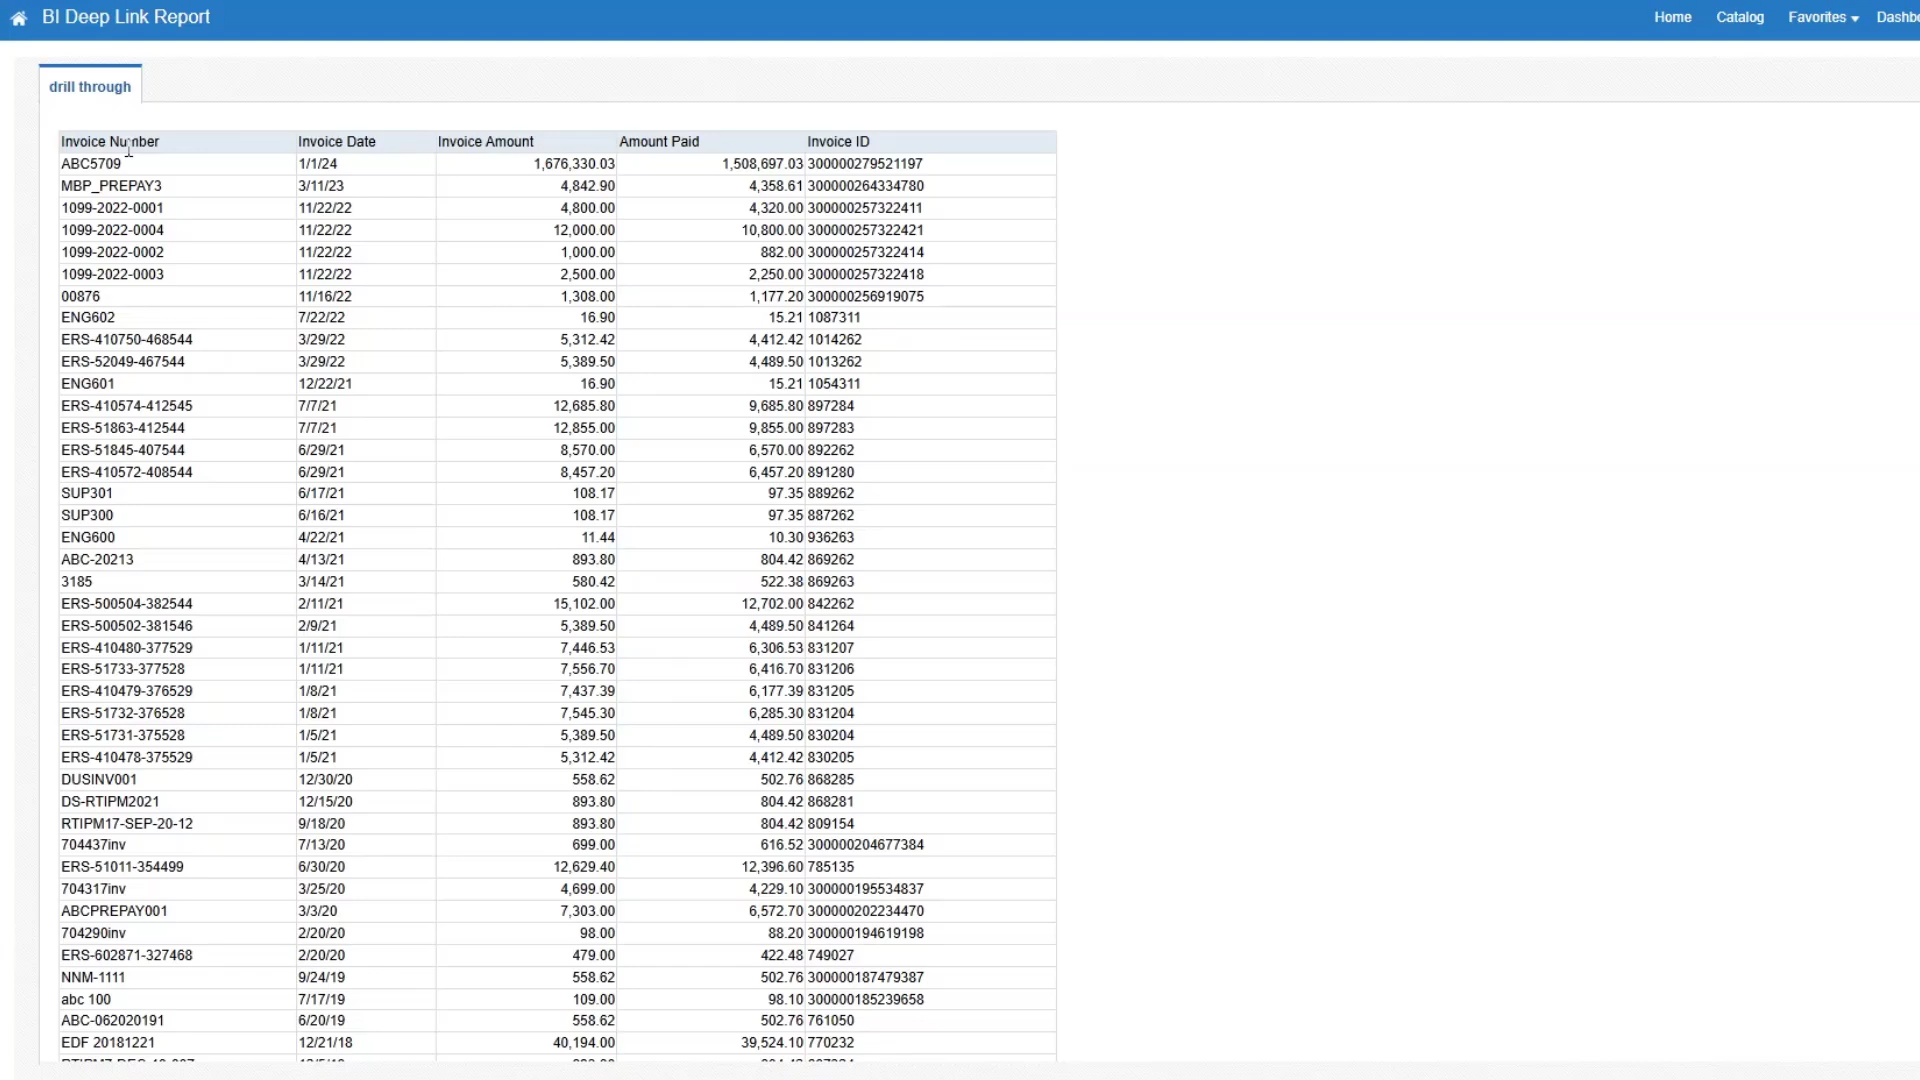 BI Deep Link Report
Home Catalog Favorites
drill through
Invoice Number Invoice Date Invoice Amount Amount Paid Invoice ID
ABC5709 1/1/24 1,676,330.03 1,508,697.03 300000279521197
MBP_PREPAY3 3/11/23 4,842.90 4,358.61 300000264334780
1099-2022-0001 11/22/22 4,800.00 4,320.00 300000257322411
1099-2022-0004 11/22/22 12,000.00 10,800.00 300000257322421
1099-2022-0002 11/22/22 1,000.00 882.00 300000257322414
1099-2022-0003 11/22/22 2,500.00 2,250.00 300000257322418
00876 11/16/22 1,308.00 1,177.20 300000256919075
ENG602 7/22/22 16.90 15.21 1087311
ERS-410750-468544 3/29/22 5,312.42 4,412.42 1014262
ERS-52049-467544 3/29/22 5,389.50 4,489.50 1013262
ENG601 12/22/21 16.90 15.21 1054311
ERS-410574-412545 7/7/21 12,685.80 9,685.80 897284
ERS-51863-412544 7/7/21 12,855.00 9,855.00 897283
ERS-51845-407544 6/29/21 8,570.00 6,570.00 892262
ERS-410572-408544 6/29/21 8,457.20 6,457.20 891280
SUP301 6/17/21 108.17 97.35 889262
SUP300 6/16/21 108.17 97.35 887262
ENG600 4/22/21 11.44 10.30 936263
ABC-20213 4/13/21 893.80 804.42 869262
3185 3/14/21 580.42 522.38 869263
ERS-500504-382544 2/11/21 15,102.00 12,702.00 842262
ERS-500502-381546 2/9/21 5,389.50 4,489.50 841264
ERS-410480-377529 1/11/21 7,446.53 6,306.53 831207
ERS-51733-377528 1/11/21 7,556.70 6,416.70 831206
ERS-410479-376529 1/8/21 7,437.39 6,177.39 831205
ERS-51732-376528 1/8/21 7,545.30 6,285.30 831204
ERS-51731-375528 1/5/21 5,389.50 4,489.50 830204
ERS-410478-375529 1/5/21 5,312.42 4,412.42 830205
DUSINV001 12/30/20 558.62 502.76 868285
DS-RTIPM2021 12/15/20 893.80 804.42 868281
RTIPM17-SEP-20-12 9/18/20 893.80 804.42 809154
704437inv 7/13/20 699.00 616.52 300000204677384
ERS-51011-354499 6/30/20 12,629.40 12,396.60 785135
704317inv 3/25/20 4,699.00 4,229.10 300000195534837
ABCPREPAY001 3/3/20 7,303.00 6,572.70 300000202234470
704290inv 2/20/20 98.00 88.20 300000194619198
ERS-602871-327468 2/20/20 479.00 422.48 749027
NNM-1111 9/24/19 558.62 502.76 300000187479387
abc 100 7/17/19 109.00 98.10 300000185239658
ABC-062020191 6/20/19 558.62 502.76 761050
EDF 20181221 12/21/18 40,194.00 39,524.10 770232